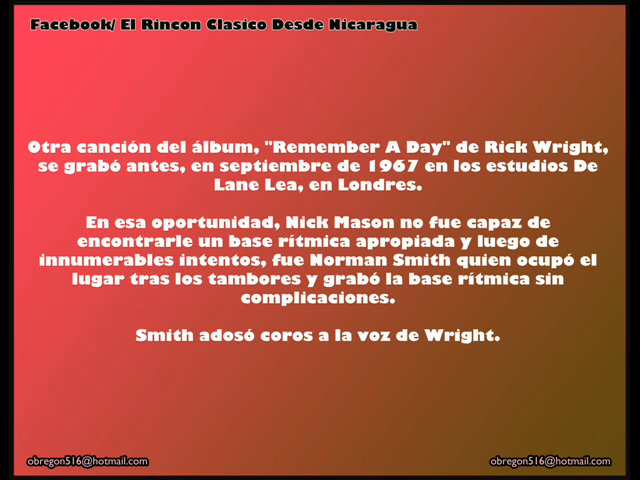 Facebook/ El Rincon Clasico Desde Nicaragua
Otra canción del álbum, "Remember A Day" de Rick Wright,
se grabó antes, en septiembre de 1967 en los estudios De
Lane Lea, en Londres.
En esa oportunidad, Nick Mason no fue capaz de
encontrarle un base rítmica apropiada y luego de
innumerables intentos, fue Norman Smith quien ocupó el
lugar tras los tambores y grabó la base rítmica sin
complicaciones.
Smith adosó coros a la voz de Wright.
obregon516@hotmail.com
obregon516@hotmail.com